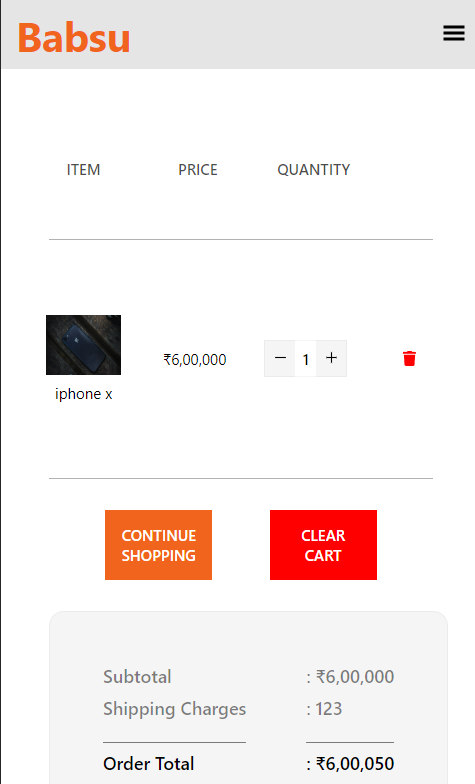 Babsu
ITEM PRICE QUANTITY
₹6,00,000 1
iphone x
CONTINUE SHOPPING
CLEAR CART
Subtotal : ₹6,00,000
Shipping Charges : 123
Order Total : ₹6,00,050